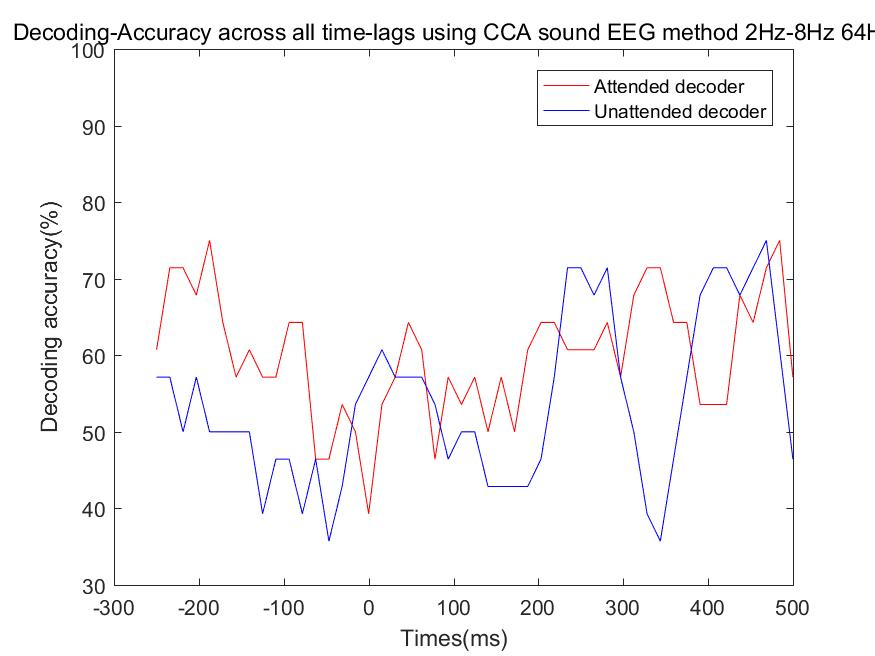 Decoding-Accuracy across all time-lags using CCA sound EEG method 2Hz-8Hz 64H
100
90
80
70
60
50
40
30
Decoding accuracy(%)
Attended decoder
Unattended decoder
-300 -200 -100 0 100 200 300 400 500
Times(ms)